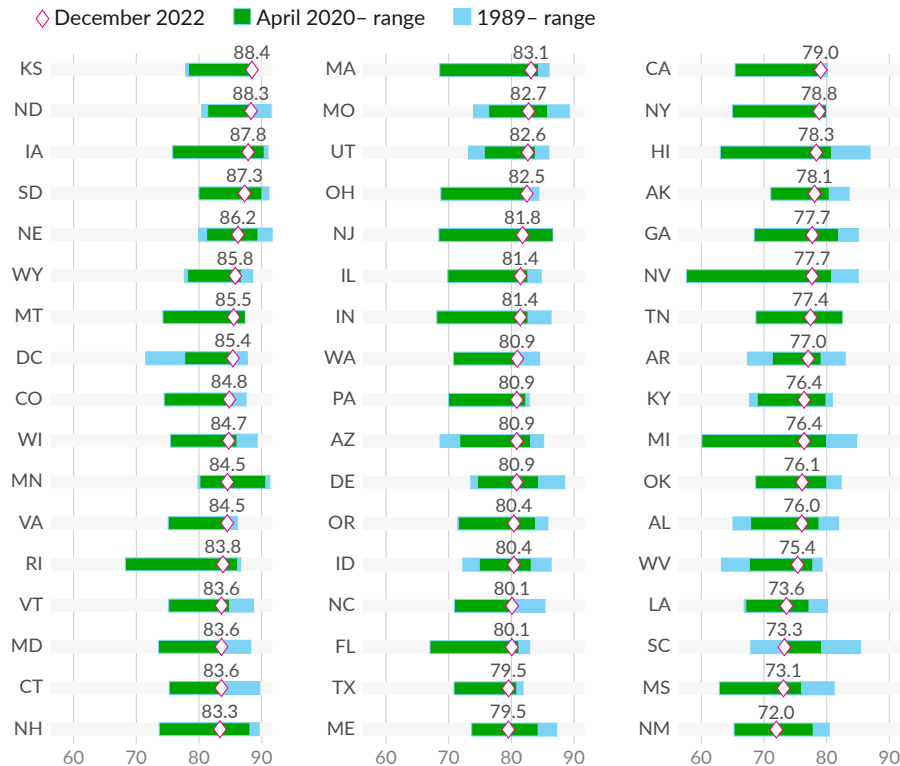 December 2022 April 2020– range 1989– range
KS 88.4
ND 88.3
IA 87.8
SD 87.3
NE 86.2
WY 85.8
MT 85.5
DC 85.4
CO 84.8
WI 84.7
MN 84.5
VA 84.5
RI 83.8
VT 83.6
MD 83.6
CT 83.6
NH 83.3
60 70 80 90
MA 83.1
MO 82.7
UT 82.6
OH 82.5
NJ 81.8
IL 81.4
IN 81.4
WA 80.9
PA 80.9
AZ 80.9
DE 80.9
OR 80.4
ID 80.4
NC 80.1
FL 80.1
TX 79.5
ME 79.5
60 70 80 90
CA 79.0
NY 78.8
HI 78.3
AK 78.1
GA 77.7
NV 77.7
TN 77.4
AR 77.0
KY 76.4
MI 76.4
OK 76.1
AL 76.0
WV 75.4
LA 73.6
SC 73.3
MS 73.1
NM 72.0
60 70 80 90